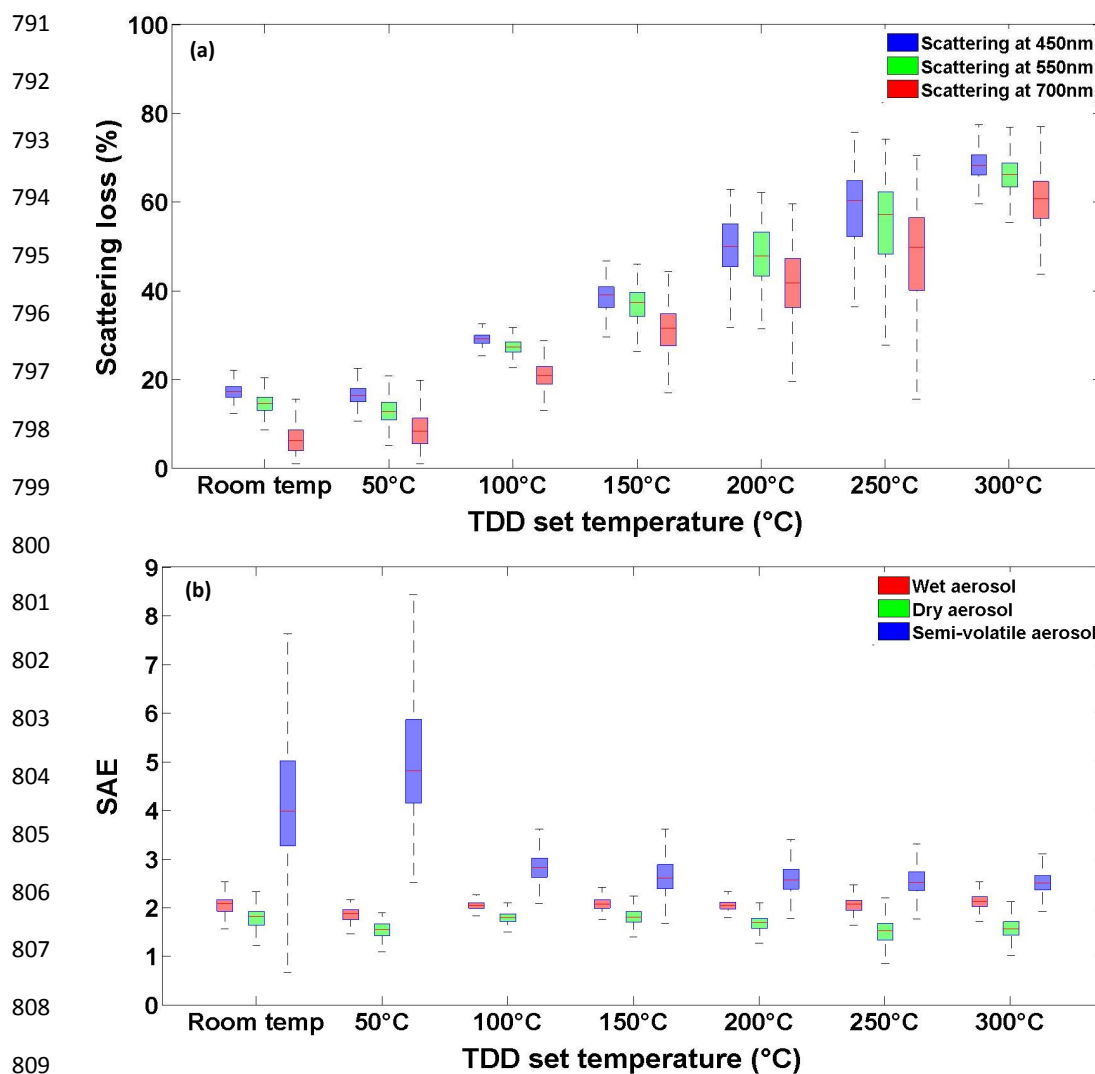 791
792
793
794
795
796
797
798
799
800
801
802
803
804
805
806
807
808
809
(a)
Scattering at 450nm
Scattering at 550nm
Scattering at 700nm
100
80
60
40
20
0
Scattering loss (%)
Room temp 50°C 100°C 150°C 200°C 250°C 300°C
TDD set temperature (°C)
(b)
Wet aerosol
Dry aerosol
Semi-volatile aerosol
9
8
7
6
5
4
3
2
1
0
SAE
Room temp 50°C 100°C 150°C 200°C 250°C 300°C
TDD set temperature (°C)